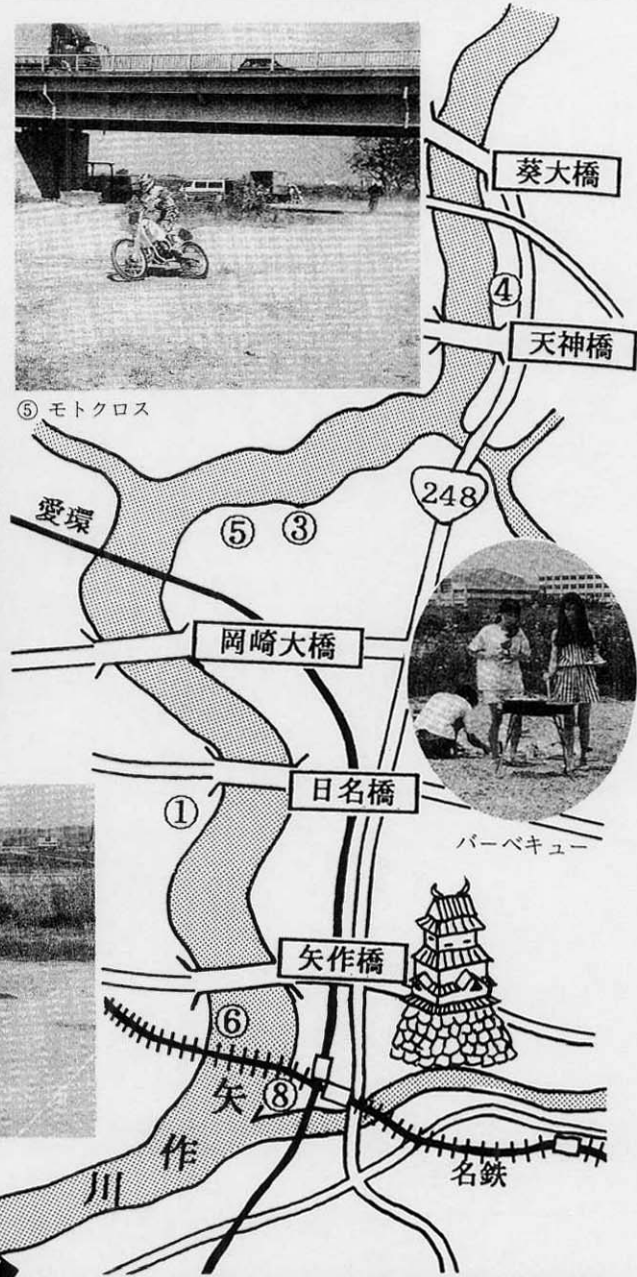 葵大橋
④
天神橋
⑤ モトクロス
248
愛環
⑤
③
岡崎大橋
日名橋
①
バーベキュー
矢作橋
⑥
⑧
矢作川
名鉄